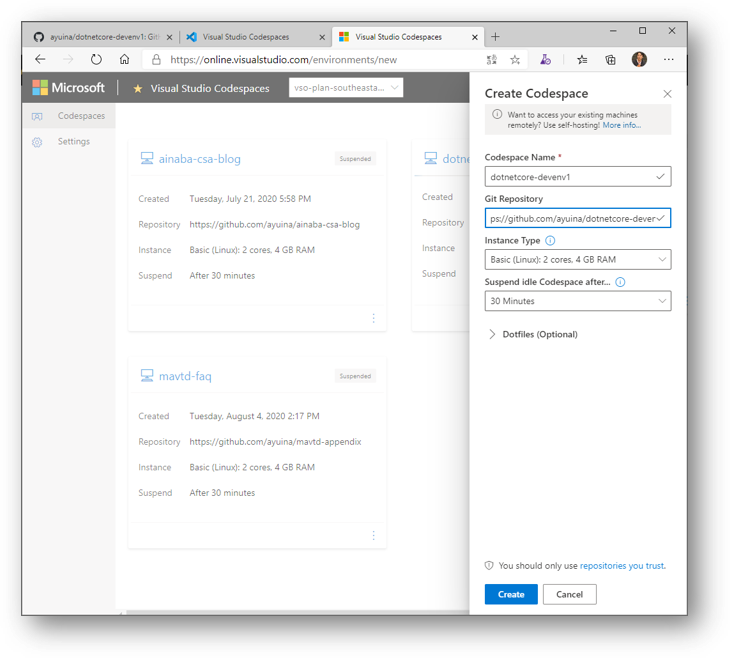 ayuina/dotnetcore-devenv1: GitH
Visual Studio Codespaces
Visual Studio Codespaces
https://online.visualstudio.com/environments/new
Microsoft
Visual Studio Codespaces
vso-plan-southeasta...
Codespaces
Settings
ainaba-csa-blog
Suspended
Created Tuesday, July 21, 2020 5:58 PM
Repository https://github.com/ayuina/ainaba-csa-blog
Instance Basic (Linux): 2 cores, 4 GB RAM
Suspend After 30 minutes
dotne
Created
Repository
Instance
Suspend
mavtd-faq
Suspended
Created Tuesday, August 4, 2020 2:17 PM
Repository https://github.com/ayuina/mavtd-appendix
Instance Basic (Linux): 2 cores, 4 GB RAM
Suspend After 30 minutes
Create Codespace
Want to access your existing machines
remotely? Use self-hosting! More info...
Codespace Name *
dotnetcore-devenv1
Git Repository
ps://github.com/ayuina/dotnetcore-dever
Instance Type
Basic (Linux): 2 cores, 4 GB RAM
Suspend idle Codespace after...
30 Minutes
Dotfiles (Optional)
You should only use repositories you trust.
Create
Cancel